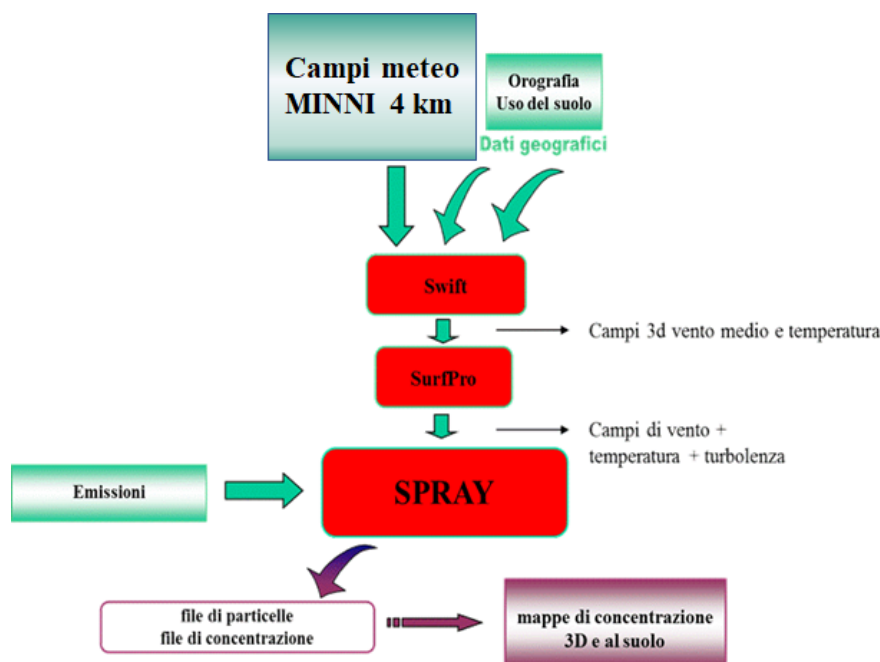 Campi meteo
MINNI 4 km
Orografia
Uso del suolo
Dati geografici
Swift
Campi 3d vento medio e temperatura
SurfPro
Campi di vento +
temperatura + turbolenza
Emissioni
SPRAY
file di particelle
file di concentrazione
mappe di concentrazione
3D e al suolo